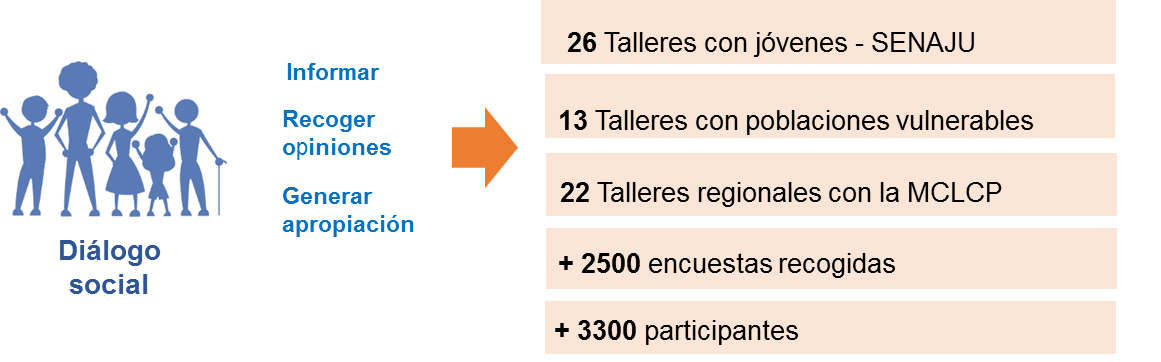 Diálogo
social
Informar
Recoger
opiniones
Generar
apropiación
26 Talleres con jóvenes - SENAJU
13 Talleres con poblaciones vulnerables
22 Talleres regionales con la MCLCP
+ 2500 encuestas recogidas
+ 3300 participantes